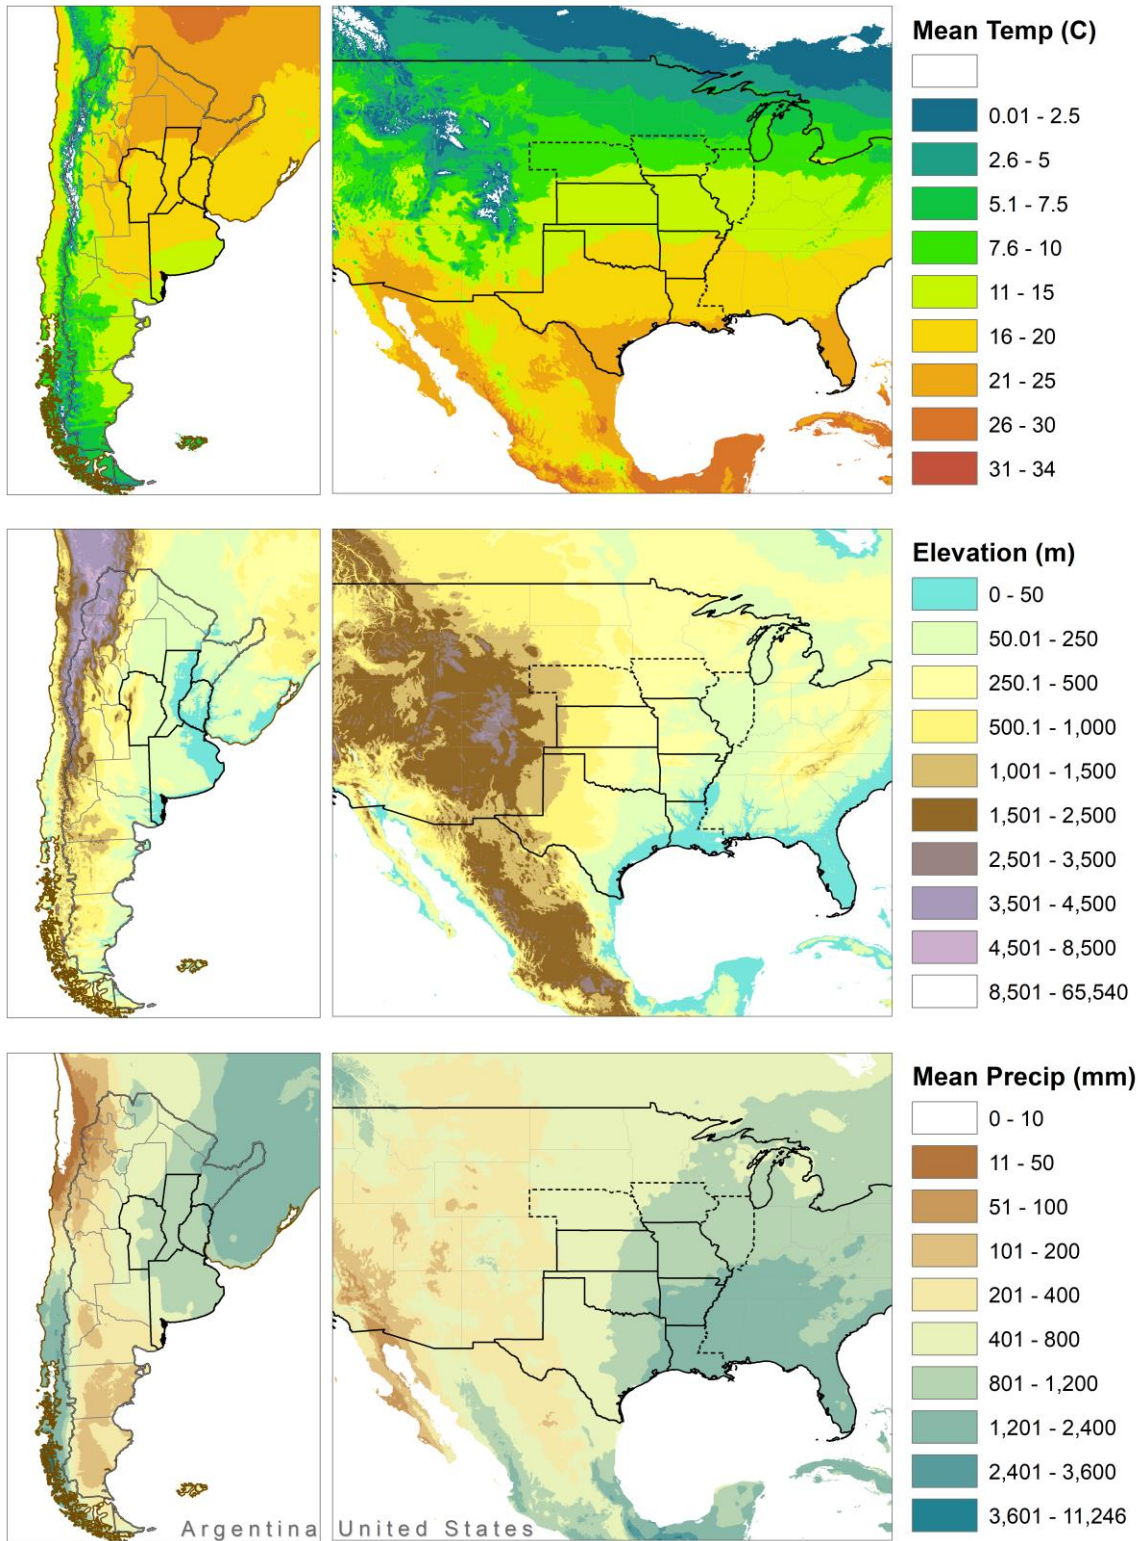 Mean Temp (C)
0.01 - 2.5
2.6 - 5
5.1 - 7.5
7.6 - 10
11 - 15
16 - 20
21 - 25
26 - 30
31 - 34
Elevation (m)
0 - 50
50.01 - 250
250.1 - 500
500.1 - 1,000
1,001 - 1,500
1,501 - 2,500
2,501 - 3,500
3,501 - 4,500
4,501 - 8,500
8,501 - 65,540
Mean Precip (mm)
0 - 10
11 - 50
51 - 100
101 - 200
201 - 400
401 - 800
801 - 1,200
1,201 - 2,400
2,401 - 3,600
3,601 - 11,246
Argentina
United States